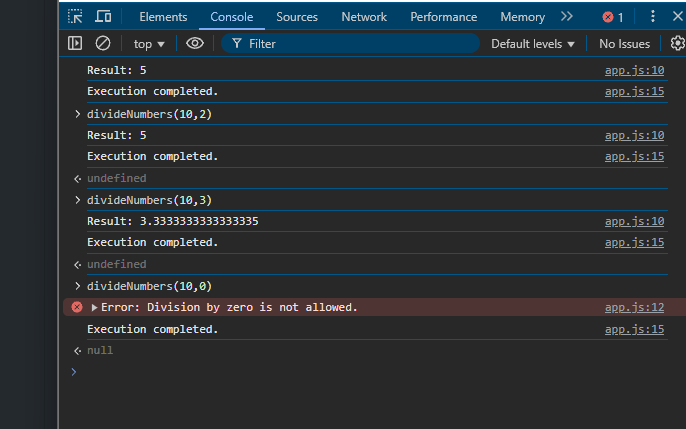 Elements Console Sources Network Performance Memory 1
top Filter Default levels No Issues
Result: 5 app.js:10
Execution completed. app.js:15
divideNumbers(10,2)
Result: 5 app.js:10
Execution completed. app.js:15
undefined
divideNumbers(10,3)
Result: 3.3333333333333335 app.js:10
Execution completed. app.js:15
undefined
divideNumbers(10,0)
Error: Division by zero is not allowed. app.js:12
Execution completed. app.js:15
null